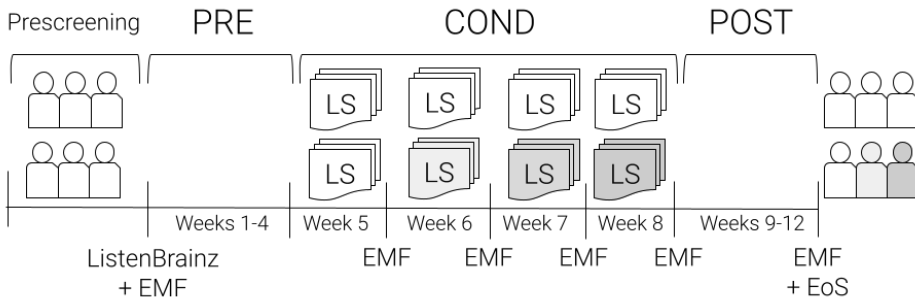 Prescreening PRE COND POST
LS LS LS LS
LS LS LS LS
Weeks 1-4 Week 5 Week 6 Week 7 Week 8 Weeks 9-12
ListenBrainz EMF EMF EMF EMF EMF
+ EMF + EoS